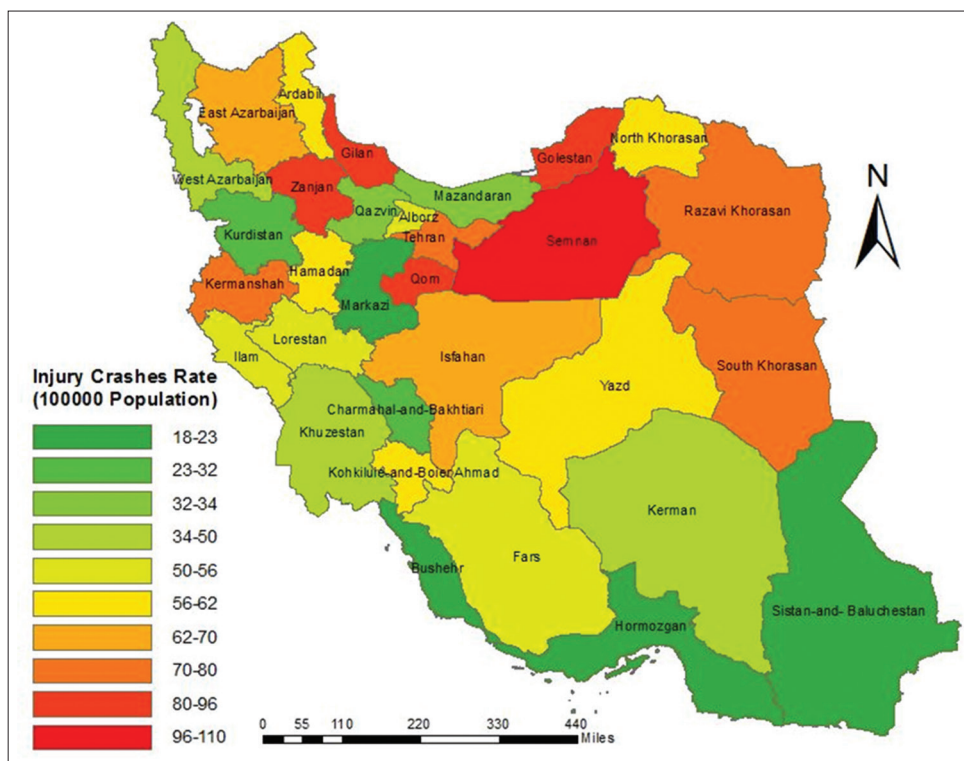 Ardabil
East Azarbaijan
North Khorasan
Gilan
Golestan
West Azarbaijan
Zanjan
Mazandaran
N
Qazvin
Alborz
Razavi Khorasan
Kurdistan
Tehran
Semnan
Hamadan
Kermanshah
Qom
Markazi
Lorestan
Ilam
Isfahan
South Khorasan
Yazd
Charmahal-and-Bakhtiari
Khuzestan
Kohkilule-and-Boier Ahmad
Kerman
Fars
Bushehr
Sistan-and- Baluchestan
Hormozgan
Injury Crashes Rate
(100000 Population)
18-23
23-32
32-34
34-50
50-56
56-62
62-70
70-80
80-96
96-110
0 55 110 220 330 440
Miles